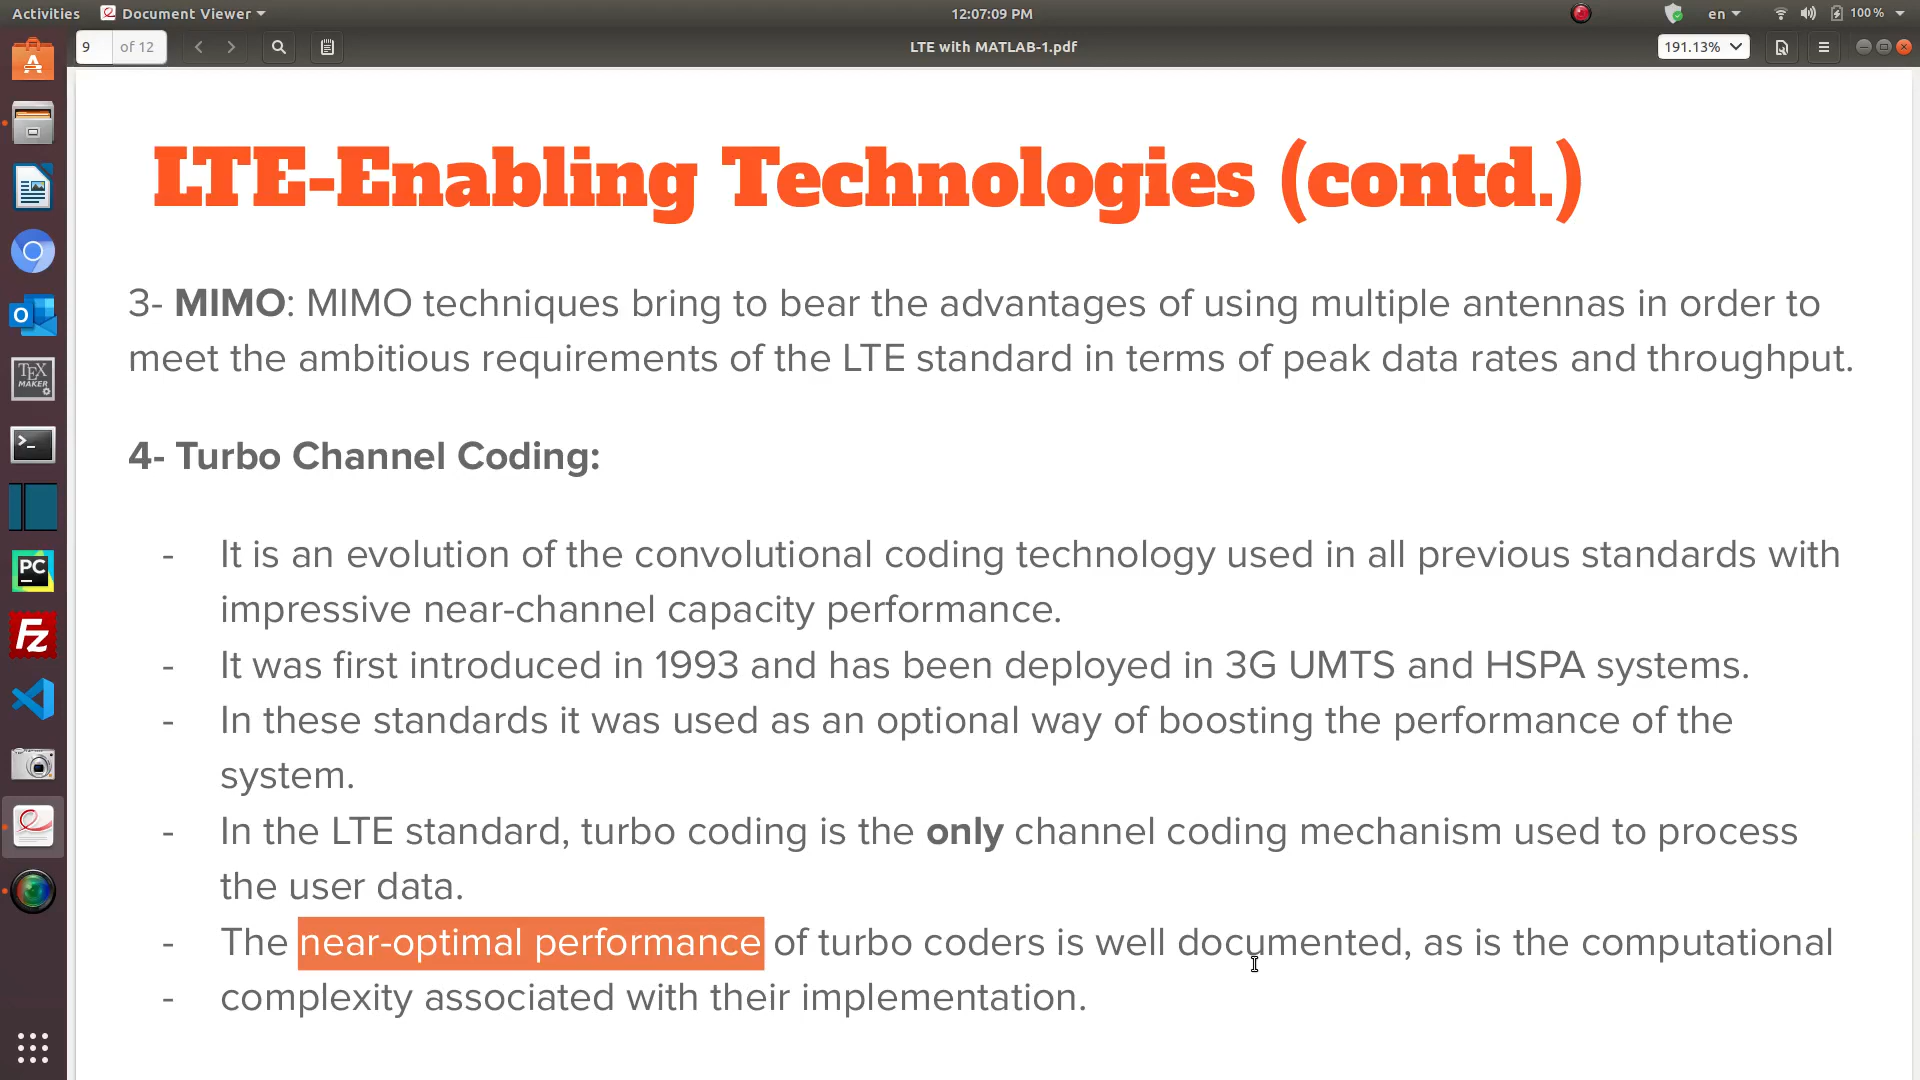 Activities Document Viewer 12:07:09 PM en 100 %
9 of 12 LTE with MATLAB-1.pdf 191.13%
LTE-Enabling Technologies (contd.)
3- MIMO: MIMO techniques bring to bear the advantages of using multiple antennas in order to
meet the ambitious requirements of the LTE standard in terms of peak data rates and throughput.
4- Turbo Channel Coding:
- It is an evolution of the convolutional coding technology used in all previous standards with
impressive near-channel capacity performance.
- It was first introduced in 1993 and has been deployed in 3G UMTS and HSPA systems.
- In these standards it was used as an optional way of boosting the performance of the
system.
- In the LTE standard, turbo coding is the only channel coding mechanism used to process
the user data.
- The near-optimal performance of turbo coders is well documented, as is the computational
- complexity associated with their implementation.
A
O
TEX
MAKER
>_
PC
FZ